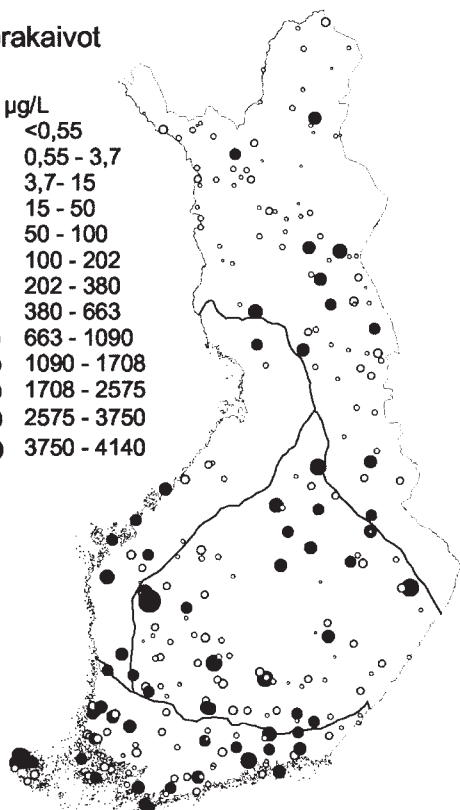 rakaivot
µg/L
<0,55
0,55 - 3,7
3,7- 15
15 - 50
50 - 100
100 - 202
202 - 380
380 - 663
663 - 1090
1090 - 1708
1708 - 2575
2575 - 3750
3750 - 4140